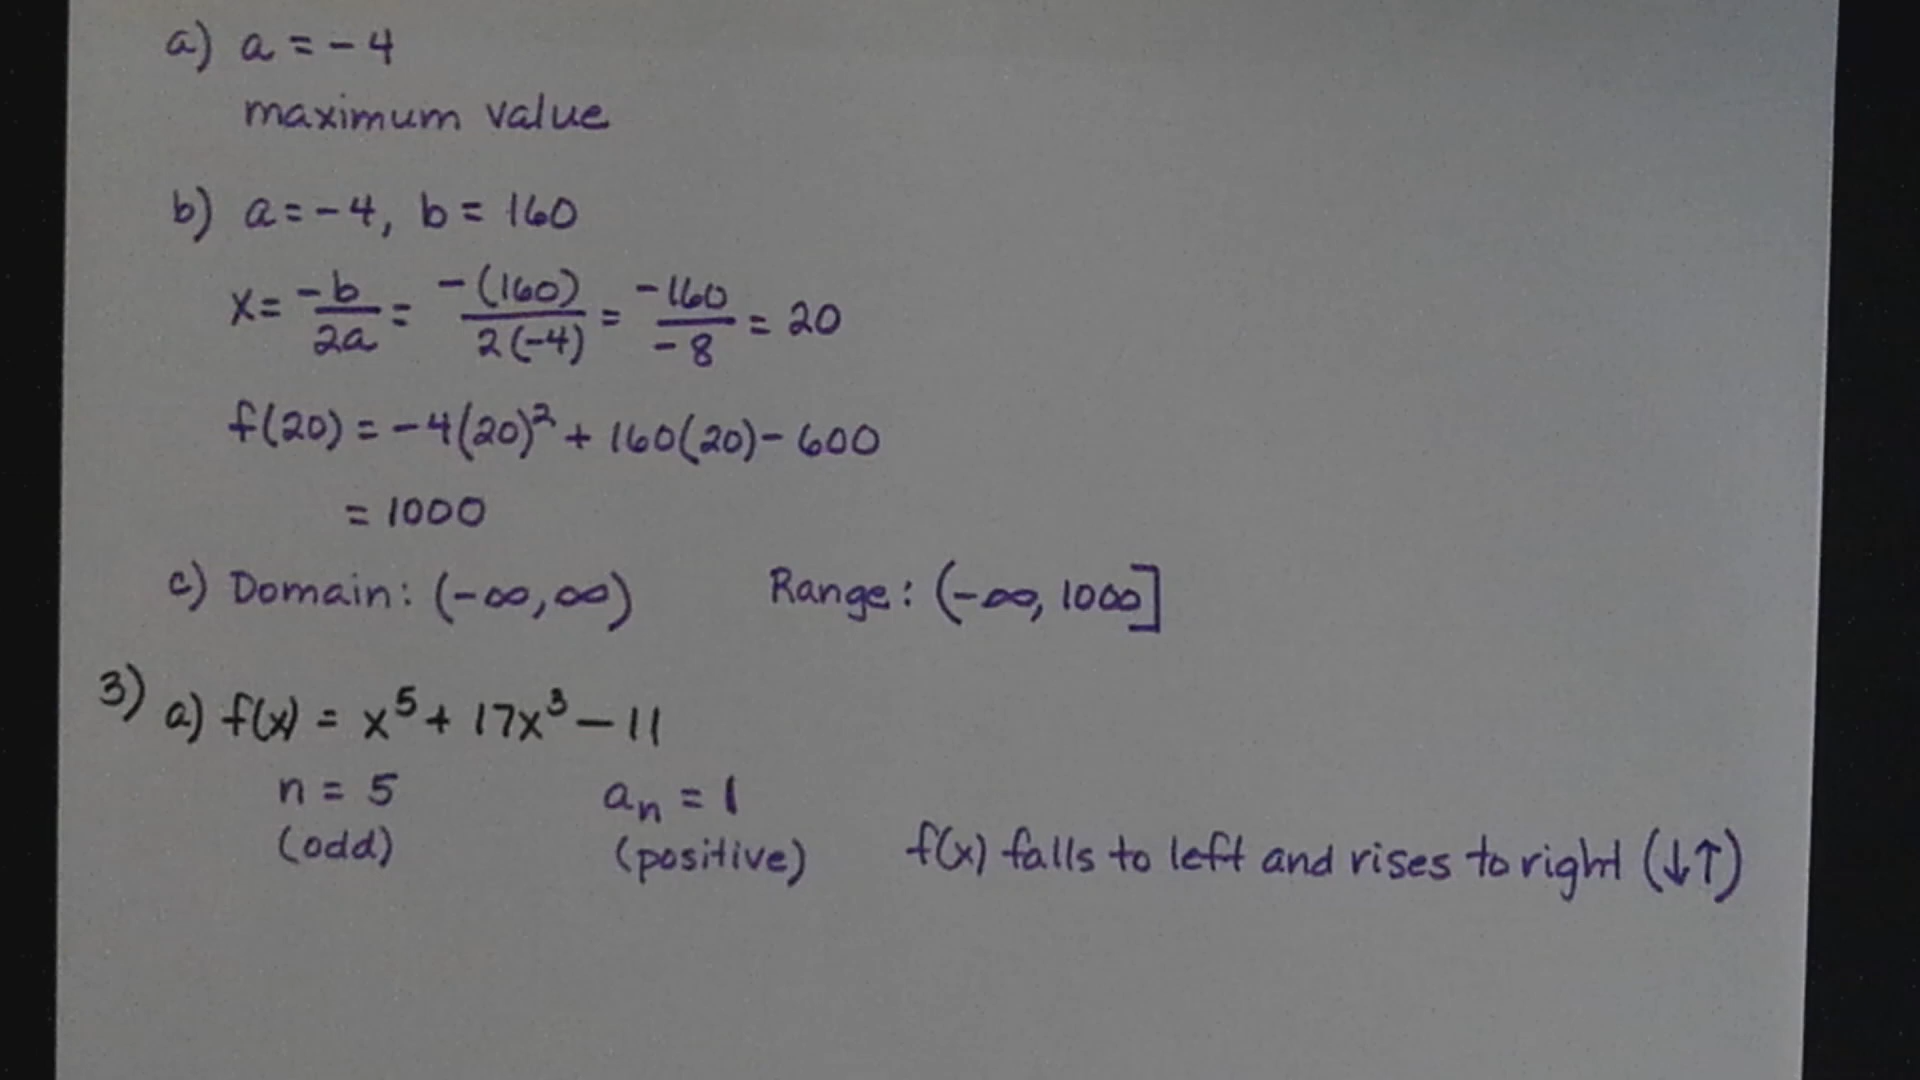 a) a = -4
maximum value
b) a = -4, b = 160
x = -b/2a = -(160)/2(-4) = -160/-8 = 20
f(20) = -4(20)² + 160(20) - 600
= 1000
c) Domain: (-∞, ∞) Range: (-∞, 1000]
3) a) f(x) = x⁵ + 17x³ - 11
n = 5 aₙ = 1
(odd) (positive) f(x) falls to left and rises to right (↓↑)